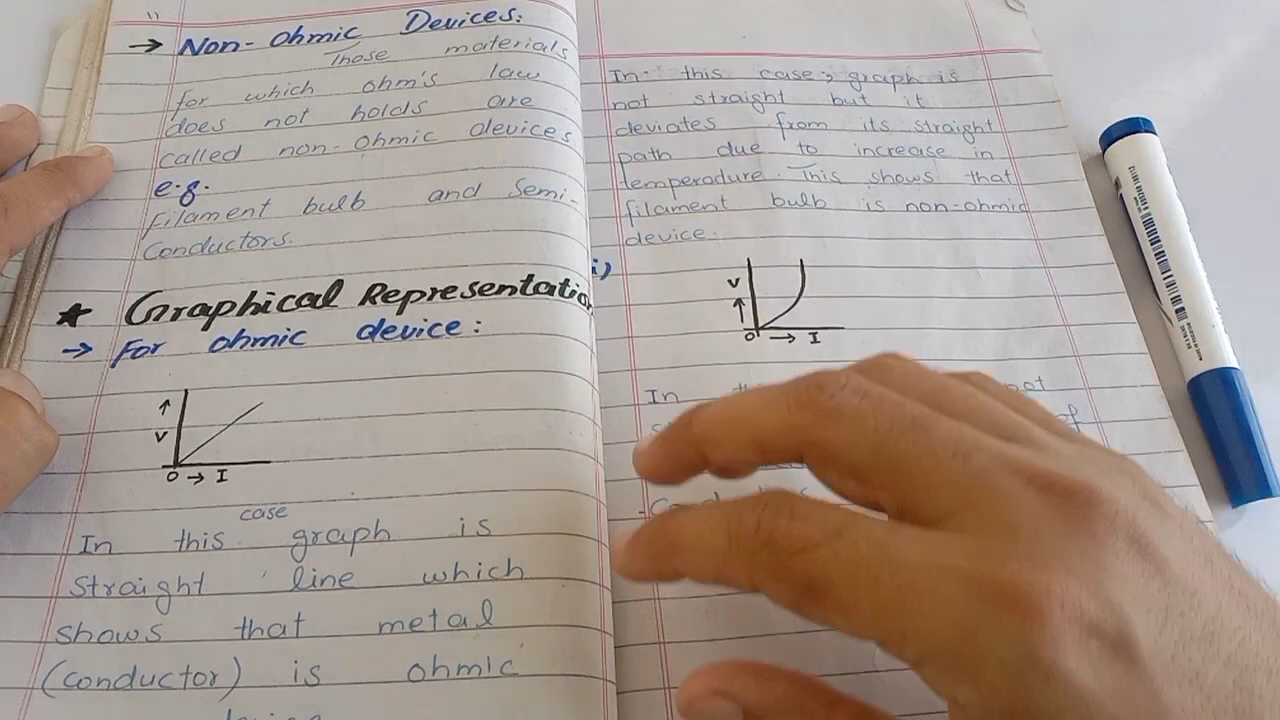 → Non-Ohmic Devices:
Those materials
for which ohm's law
does not holds are
called non-ohmic devices
e.g.
Filament bulb and Semi-
Conductors.
★ Graphical Representation
→ For ohmic device:
↑
V
O → I
case
In this graph is
straight line which
shows that metal
(conductor) is ohmic
In this case, graph is
not straight but it
deviates from its straight
path due to increase in
temperature. This shows that
filament bulb is non-ohmic
device.
i)
V
↑
O → I
In
of